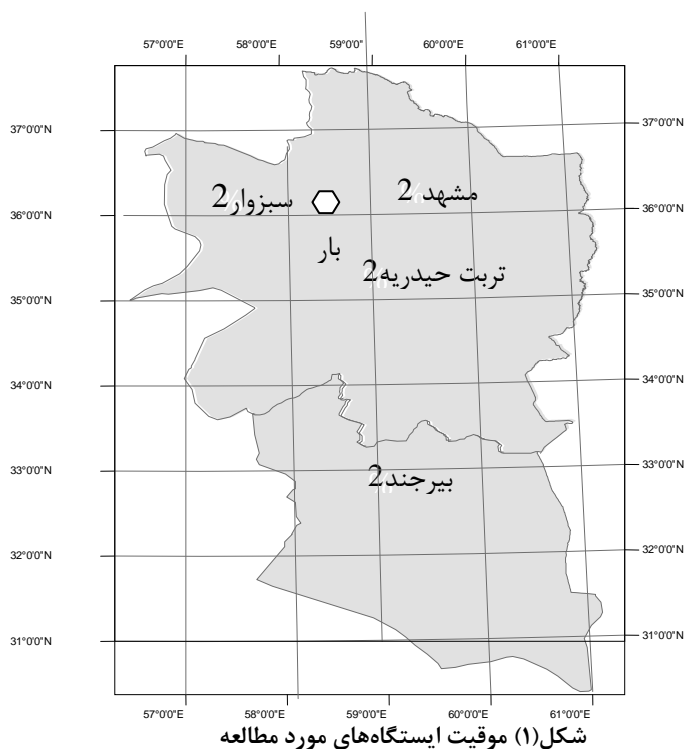 57°0'0"E 58°0'0"E 59°0'0"E 60°0'0"E 61°0'0"E
37°0'0"N 37°0'0"N
مشهد2 سبزوار2
36°0'0"N 36°0'0"N
بار
تربت حیدریه2
35°0'0"N 35°0'0"N
34°0'0"N 34°0'0"N
33°0'0"N 33°0'0"N
بیرجند2
32°0'0"N 32°0'0"N
31°0'0"N 31°0'0"N
57°0'0"E 58°0'0"E 59°0'0"E 60°0'0"E 61°0'0"E
شکل(۱) موقیت ایستگاه‌های مورد مطالعه